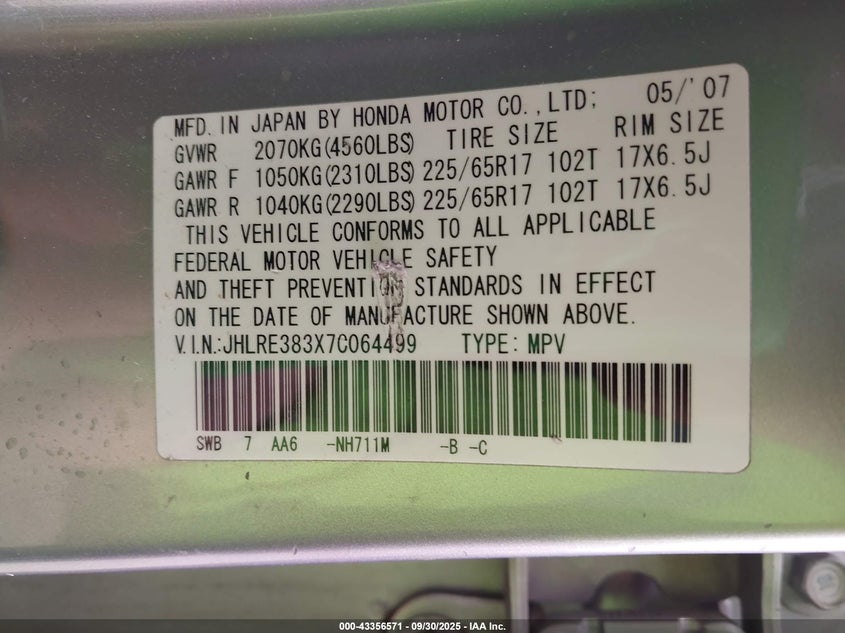 MFD. IN JAPAN BY HONDA MOTOR CO.,LTD; 05/'07
GVWR 2070KG(4560LBS) TIRE SIZE RIM SIZE
GAWR F 1050KG(2310LBS) 225/65R17 102T 17X6.5J
GAWR R 1040KG(2290LBS) 225/65R17 102T 17X6.5J
THIS VEHICLE CONFORMS TO ALL APPLICABLE
FEDERAL MOTOR VEHICLE SAFETY
AND THEFT PREVENTION STANDARDS IN EFFECT
ON THE DATE OF MANUFACTURE SHOWN ABOVE.
V.I.N.:JHLRE383X7C064499 TYPE: MPV
SWB 7 AA6 -NH711M -B -C
000-43356571 - 09/30/2025 - IAA Inc.